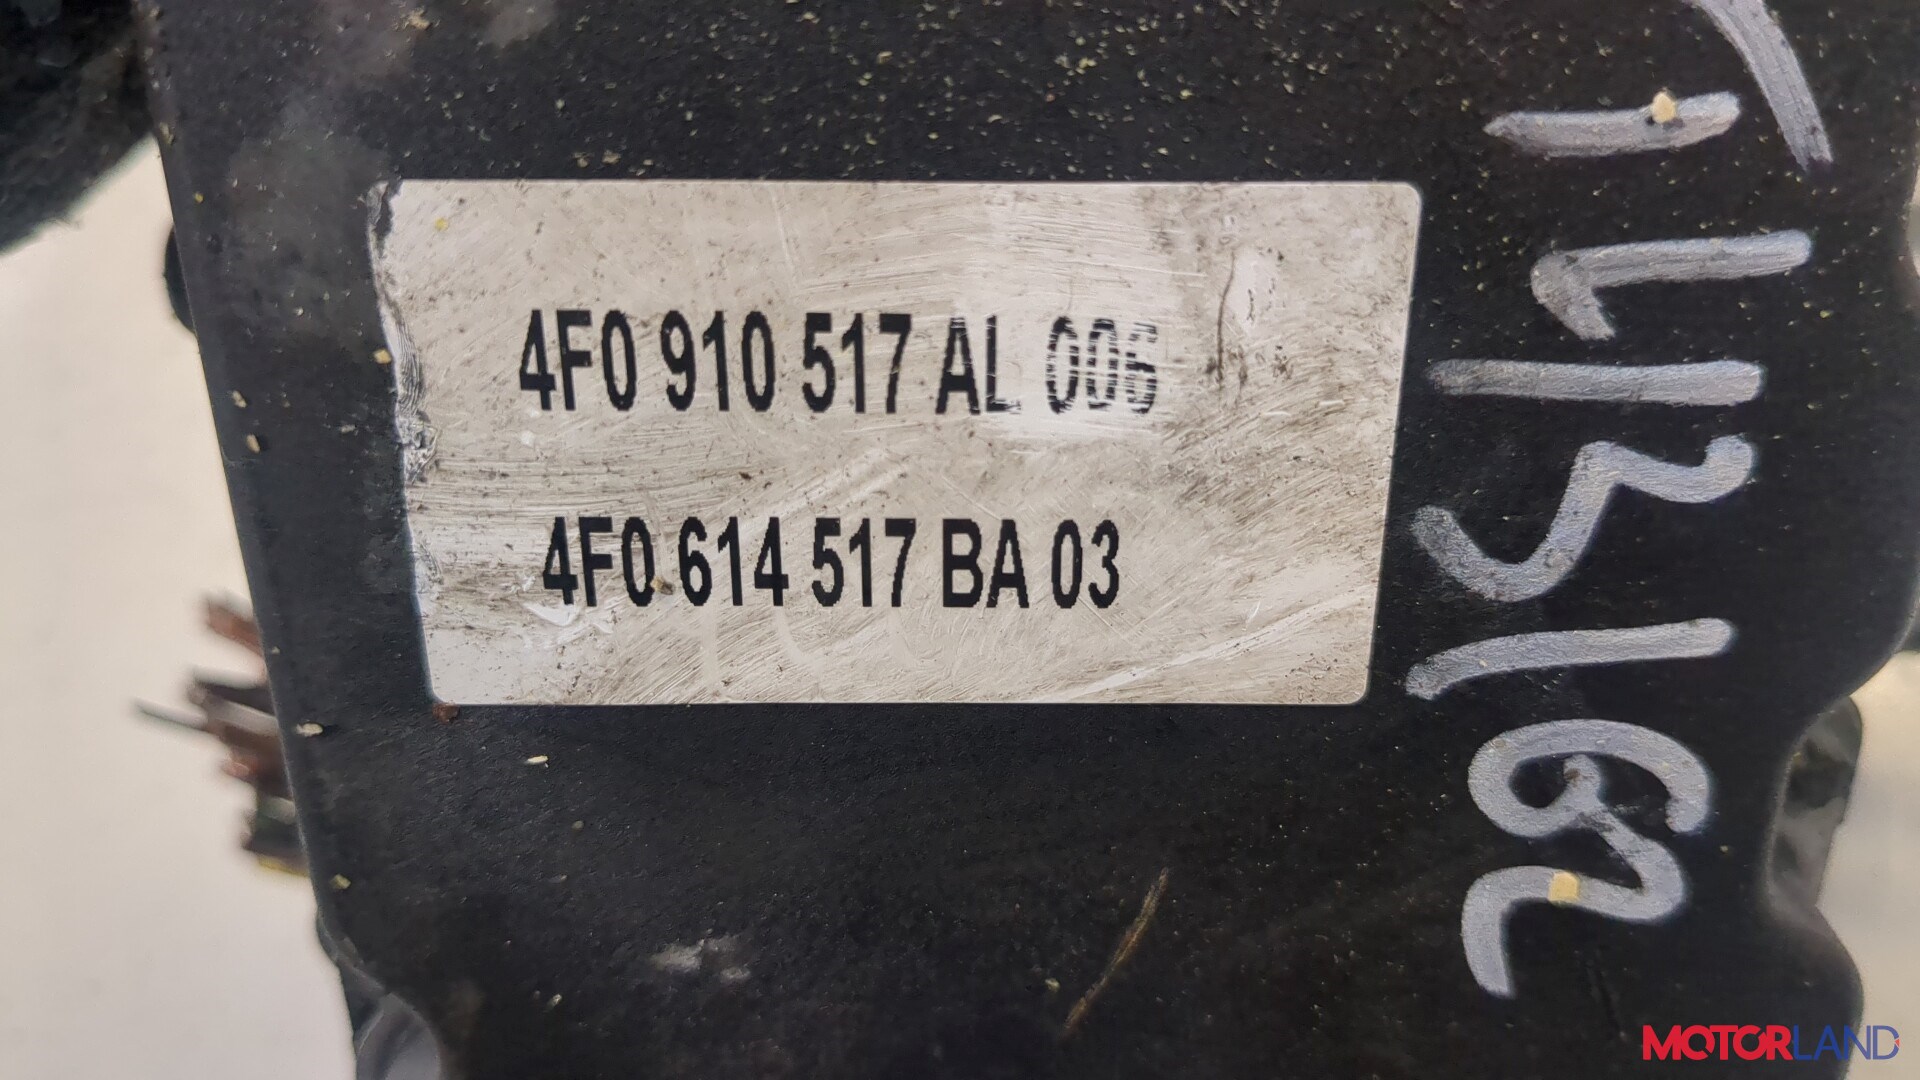 4F0 910 517 AL 006
4F0 614 517 BA 03
MOTORLAND